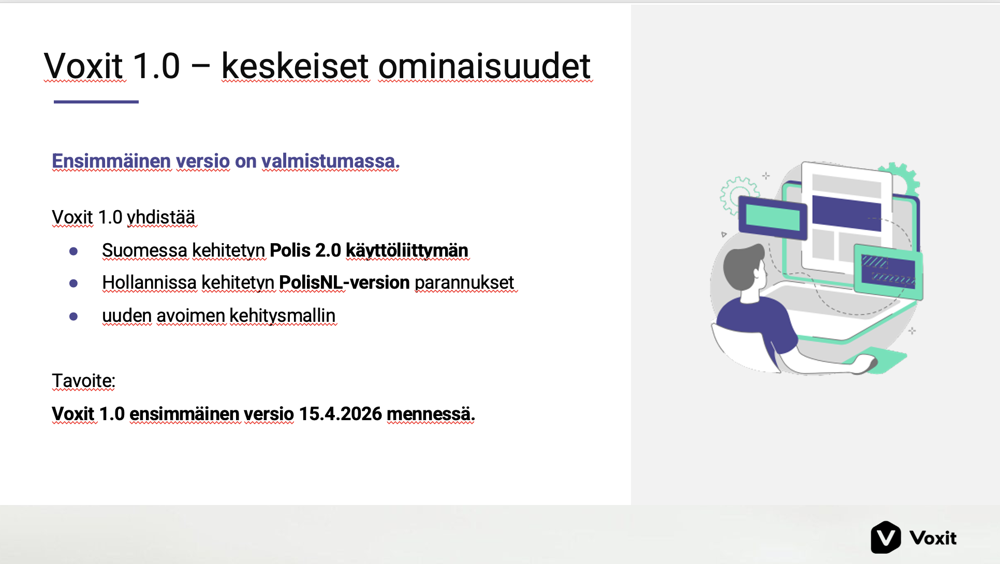 Voxit 1.0 – keskeiset ominaisuudet
Ensimmäinen versio on valmistumassa.
Voxit 1.0 yhdistää
● Suomessa kehitetyn Polis 2.0 käyttöliittymän
● Hollannissa kehitetyn PolisNL-version parannukset
● uuden avoimen kehitysmallin
Tavoite:
Voxit 1.0 ensimmäinen versio 15.4.2026 mennessä.
Voxit